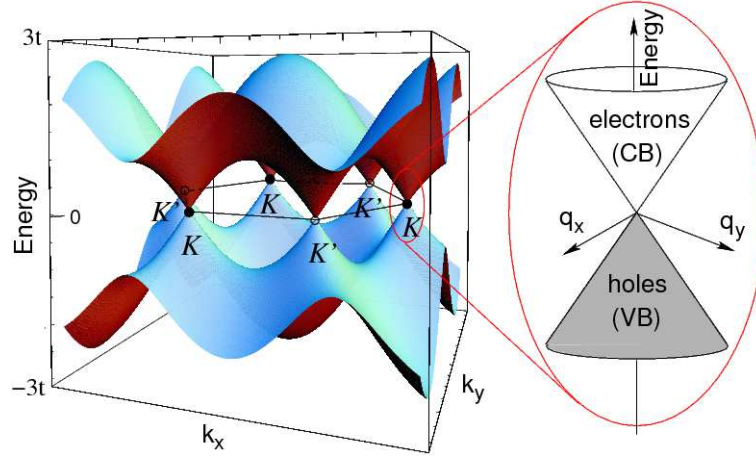 3t
Energy
0
−3t
k_x
k_y
K'
K
K
K'
K'
K
Energy
electrons
(CB)
q_x
q_y
holes
(VB)